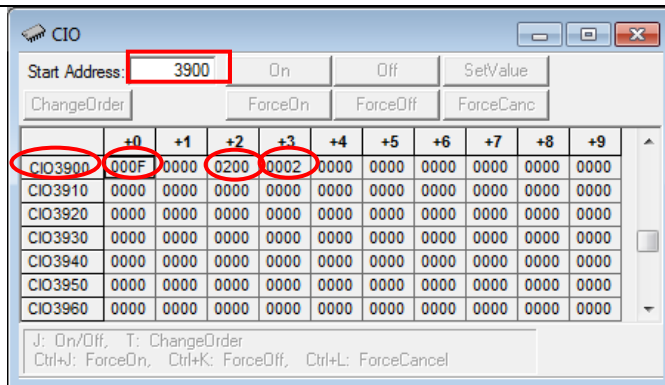 CIO
Start Address: 3900 On Off SetValue
ChangeOrder ForceOn ForceOff ForceCanc
+0 +1 +2 +3 +4 +5 +6 +7 +8 +9
CIO3900 000F 0000 0200 0002 0000 0000 0000 0000 0000 0000
CIO3910 0000 0000 0000 0000 0000 0000 0000 0000 0000 0000
CIO3920 0000 0000 0000 0000 0000 0000 0000 0000 0000 0000
CIO3930 0000 0000 0000 0000 0000 0000 0000 0000 0000 0000
CIO3940 0000 0000 0000 0000 0000 0000 0000 0000 0000 0000
CIO3950 0000 0000 0000 0000 0000 0000 0000 0000 0000 0000
CIO3960 0000 0000 0000 0000 0000 0000 0000 0000 0000 0000
J: On/Off, T: ChangeOrder
Ctrl+J: ForceOn, Ctrl+K: ForceOff, Ctrl+L: ForceCancel